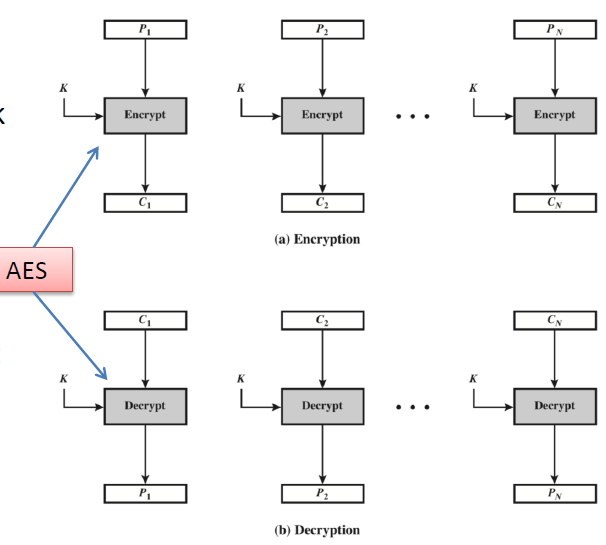 P1 P2 PN
K K K
k
Encrypt Encrypt • • • Encrypt
C1 C2 CN
(a) Encryption
AES
C1 C2 CN
K K K
Decrypt Decrypt • • • Decrypt
P1 P2 PN
(b) Decryption